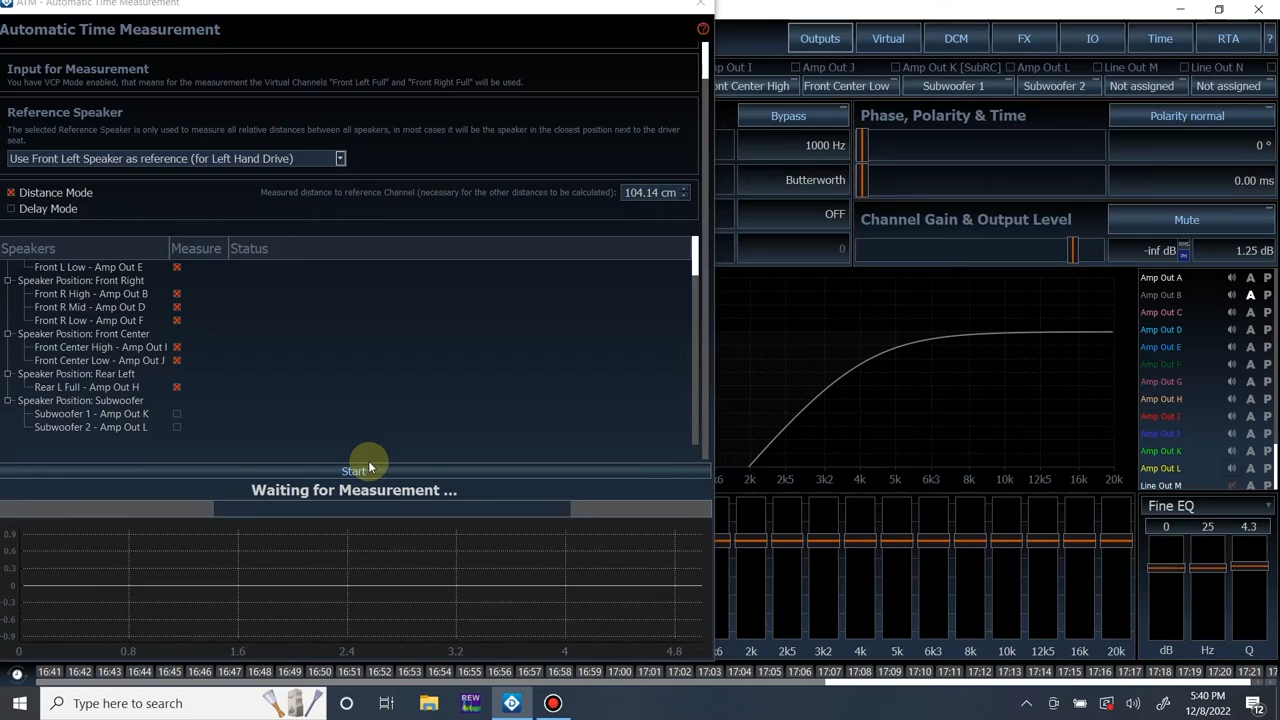 ATM - Automatic Time Measurement
Automatic Time Measurement
?
Input for Measurement
You have VCP Mode enabled, that means for the measurement the Virtual Channels "Front Left Full" and "Front Right Full" will be used.
Reference Speaker
The selected Reference Speaker is only used to measure all relative distances between all speakers, in most cases it will be the speaker in the closest position next to the driver
seat.
Use Front Left Speaker as reference (for Left Hand Drive)
Distance Mode
Measured distance to reference Channel (necessary for the other distances to be calculated):
104.14 cm
Delay Mode
Speakers Measure Status
Front L Low - Amp Out E
Speaker Position: Front Right
Front R High - Amp Out B
Front R Mid - Amp Out D
Front R Low - Amp Out F
Speaker Position: Front Center
Front Center High - Amp Out I
Front Center Low - Amp Out J
Speaker Position: Rear Left
Rear L Full - Amp Out H
Speaker Position: Subwoofer
Subwoofer 1 - Amp Out K
Subwoofer 2 - Amp Out L
Start
Waiting for Measurement ...
0.9
0.6
0.3
0
-0.3
-0.6
-0.9
0 0.8 1.6 2.4 3.2 4 4.8
Outputs Virtual DCM FX IO Time RTA ?
mp Out I Amp Out J Amp Out K [SubRC] Amp Out L Line Out M Line Out N
nt Center High Front Center Low Subwoofer 1 Subwoofer 2 Not assigned Not assigned
Bypass
1000 Hz
Butterworth
OFF
0
Phase, Polarity & Time
Polarity normal
0 °
0.00 ms
Channel Gain & Output Level
Mute
-inf dB RMS PH 1.25 dB
2k 2k5 3k2 4k 5k 6k3 8k 10k 12k5 16k 20k
Amp Out A A P
Amp Out B A P
Amp Out C A P
Amp Out D A P
Amp Out E A P
Amp Out F A P
Amp Out G A P
Amp Out H A P
Amp Out I A P
Amp Out J A P
Amp Out K A P
Amp Out L A P
Line Out M A P
Fine EQ
0 25 4.3
k6 2k 2k5 3k2 4k 5k 6k3 8k 10k 12k5 16k 20k
dB Hz Q
16:41 16:42 16:43 16:44 16:45 16:46 16:47 16:48 16:49 16:50 16:51 16:52 16:53 16:54 16:55 16:56 16:57 16:58 16:59 17:00 17:01 17:02 17:03 17:04 17:05 17:06 17:07 17:08 17:09 17:10 17:11 17:12 17:13 17:14 17:15 17:16 17:17 17:18 17:19 17:20 17:21 17:
Type here to search
REW
5:40 PM
12/8/2022
12